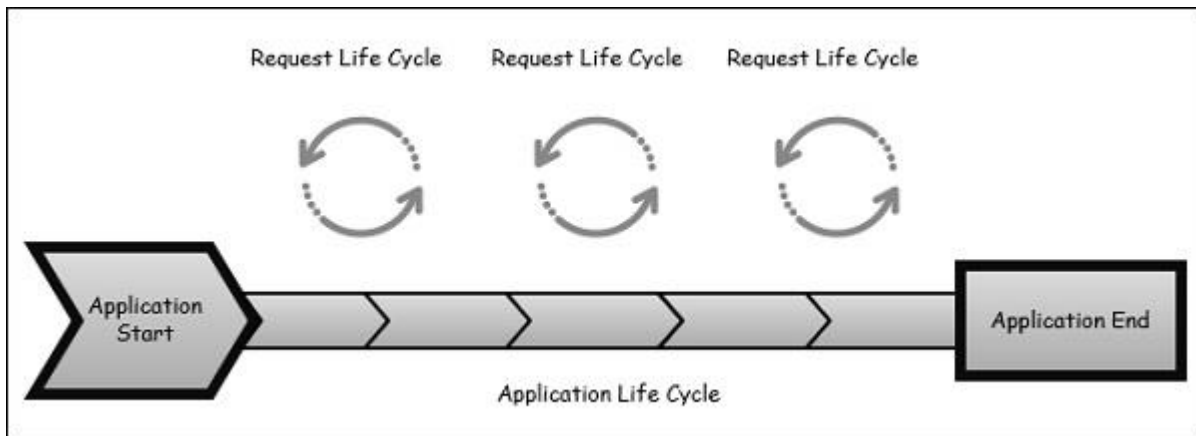 Request Life Cycle
Request Life Cycle
Request Life Cycle
Application
Start
Application End
Application Life Cycle